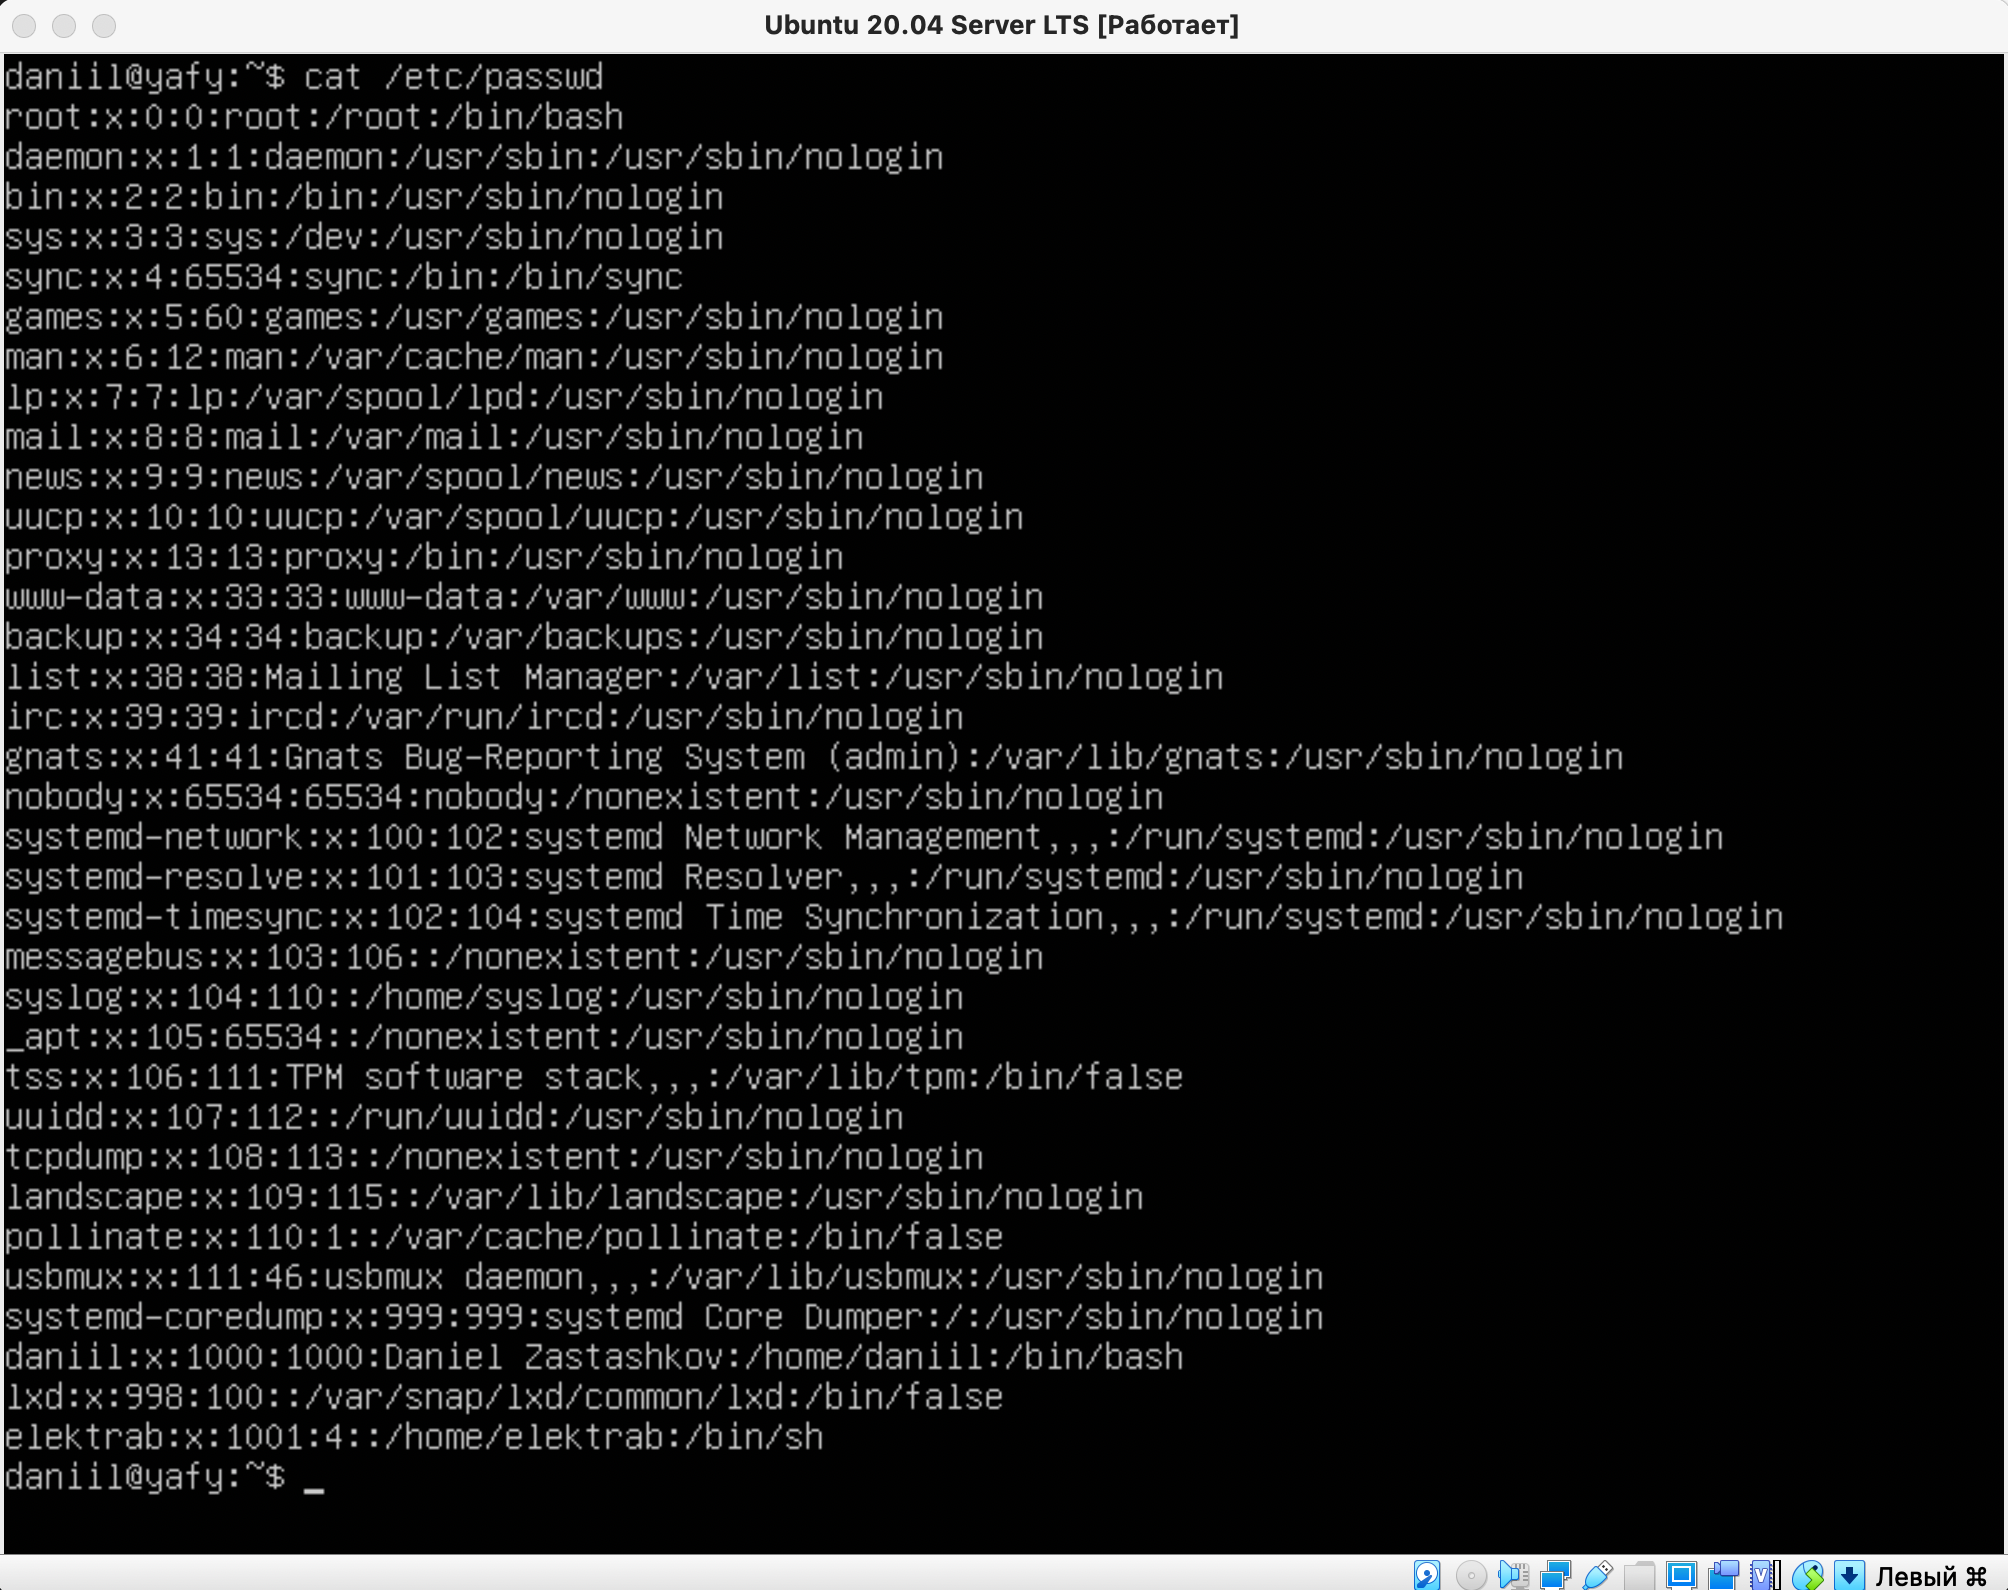 Ubuntu 20.04 Server LTS [Работает]
daniil@yafy:~$ cat /etc/passwd
root:x:0:0:root:/root:/bin/bash
daemon:x:1:1:daemon:/usr/sbin:/usr/sbin/nologin
bin:x:2:2:bin:/bin:/usr/sbin/nologin
sys:x:3:3:sys:/dev:/usr/sbin/nologin
sync:x:4:65534:sync:/bin:/bin/sync
games:x:5:60:games:/usr/games:/usr/sbin/nologin
man:x:6:12:man:/var/cache/man:/usr/sbin/nologin
lp:x:7:7:lp:/var/spool/lpd:/usr/sbin/nologin
mail:x:8:8:mail:/var/mail:/usr/sbin/nologin
news:x:9:9:news:/var/spool/news:/usr/sbin/nologin
uucp:x:10:10:uucp:/var/spool/uucp:/usr/sbin/nologin
proxy:x:13:13:proxy:/bin:/usr/sbin/nologin
www-data:x:33:33:www-data:/var/www:/usr/sbin/nologin
backup:x:34:34:backup:/var/backups:/usr/sbin/nologin
list:x:38:38:Mailing List Manager:/var/list:/usr/sbin/nologin
irc:x:39:39:ircd:/var/run/ircd:/usr/sbin/nologin
gnats:x:41:41:Gnats Bug-Reporting System (admin):/var/lib/gnats:/usr/sbin/nologin
nobody:x:65534:65534:nobody:/nonexistent:/usr/sbin/nologin
systemd-network:x:100:102:systemd Network Management,,,:/run/systemd:/usr/sbin/nologin
systemd-resolve:x:101:103:systemd Resolver,,,:/run/systemd:/usr/sbin/nologin
systemd-timesync:x:102:104:systemd Time Synchronization,,,:/run/systemd:/usr/sbin/nologin
messagebus:x:103:106::/nonexistent:/usr/sbin/nologin
syslog:x:104:110::/home/syslog:/usr/sbin/nologin
_apt:x:105:65534::/nonexistent:/usr/sbin/nologin
tss:x:106:111:TPM software stack,,,:/var/lib/tpm:/bin/false
uuidd:x:107:112::/run/uuidd:/usr/sbin/nologin
tcpdump:x:108:113::/nonexistent:/usr/sbin/nologin
landscape:x:109:115::/var/lib/landscape:/usr/sbin/nologin
pollinate:x:110:1::/var/cache/pollinate:/bin/false
usbmux:x:111:46:usbmux daemon,,,:/var/lib/usbmux:/usr/sbin/nologin
systemd-coredump:x:999:999:systemd Core Dumper:/:/usr/sbin/nologin
daniil:x:1000:1000:Daniel Zastashkov:/home/daniil:/bin/bash
lxd:x:998:100::/var/snap/lxd/common/lxd:/bin/false
elektrab:x:1001:4::/home/elektrab:/bin/sh
daniil@yafy:~$ _
Левый ⌘